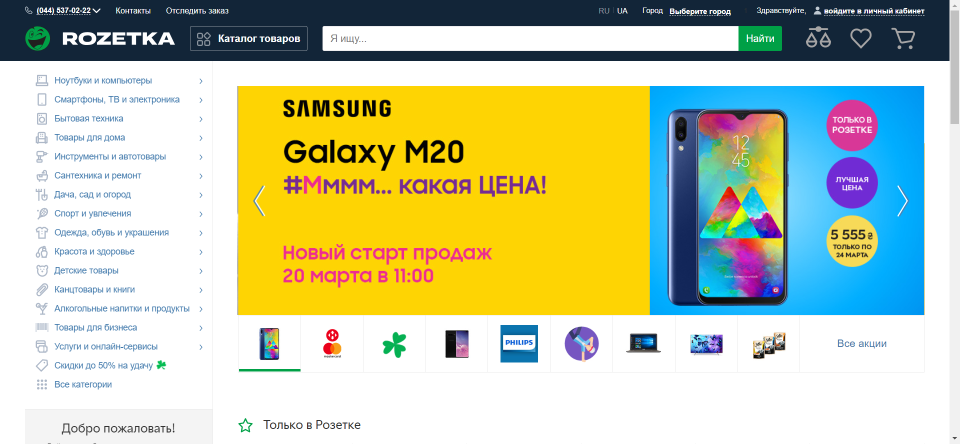 (044) 537-02-22 Контакты Отследить заказ RU UA Город Выберите город Здравствуйте, войдите в личный кабинет
ROZETKA Каталог товаров Я ищу... Найти
Ноутбуки и компьютеры
Смартфоны, ТВ и электроника
Бытовая техника
Товары для дома
Инструменты и автотовары
Сантехника и ремонт
Дача, сад и огород
Спорт и увлечения
Одежда, обувь и украшения
Красота и здоровье
Детские товары
Канцтовары и книги
Алкогольные напитки и продукты
Товары для бизнеса
Услуги и онлайн-сервисы
Скидки до 50% на удачу
Все категории
Добро пожаловать!
SAMSUNG
Galaxy M20
#Мммм... какая ЦЕНА!
Новый старт продаж
20 марта в 11:00
12
45
ТОЛЬКО В
РОЗЕТКЕ
ЛУЧШАЯ
ЦЕНА
5 555₴
ТОЛЬКО ПО
24 МАРТА
PHILIPS
Все акции
Только в Розетке